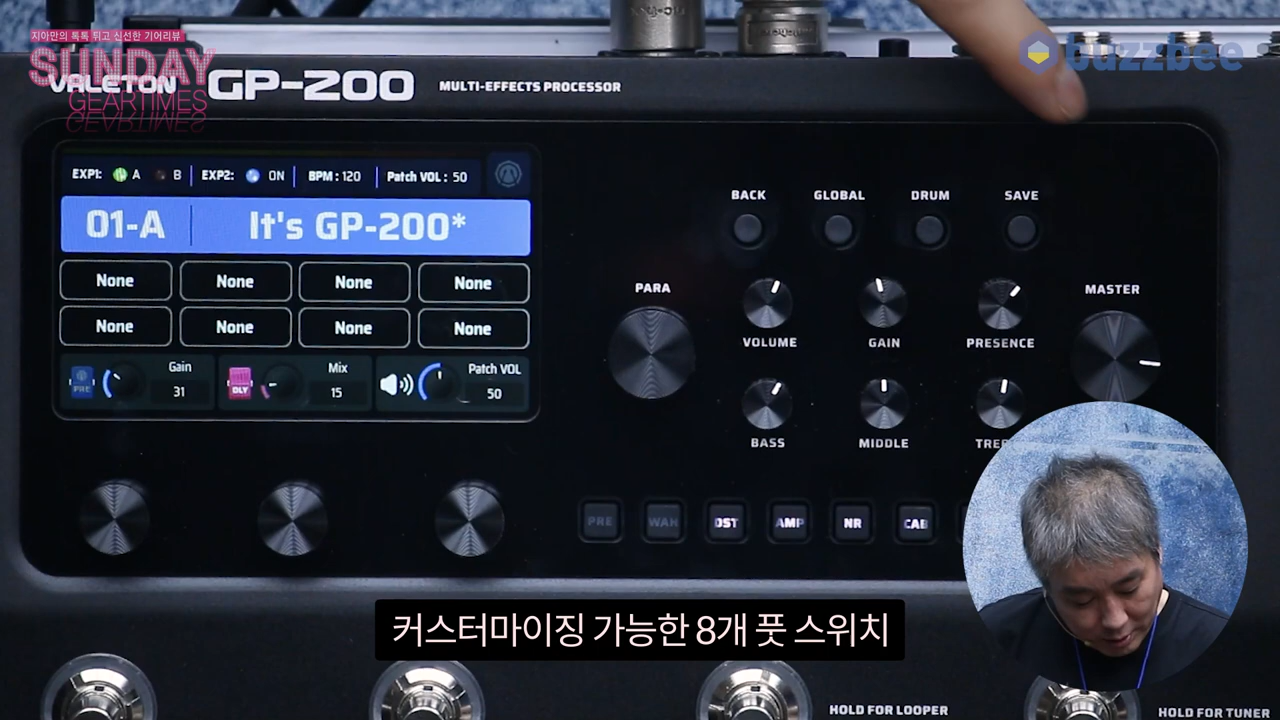 지아만의 톡톡 튀고 신선한 기어리뷰
SUNDAY
GEARTIMES
buzzbee
VALETON GP-200 MULTI-EFFECTS PROCESSOR
EXP1: A B EXP2: ON BPM : 120 Patch VOL : 50
01-A It's GP-200*
None None None None
None None None None
PRE Gain 31 DLY Mix 15 Patch VOL 50
BACK GLOBAL DRUM SAVE
PARA MASTER
VOLUME GAIN PRESENCE
BASS MIDDLE
PRE WAH DST AMP NR CAB
커스터마이징 가능한 8개 풋 스위치
HOLD FOR LOOPER HOLD FOR TUNER